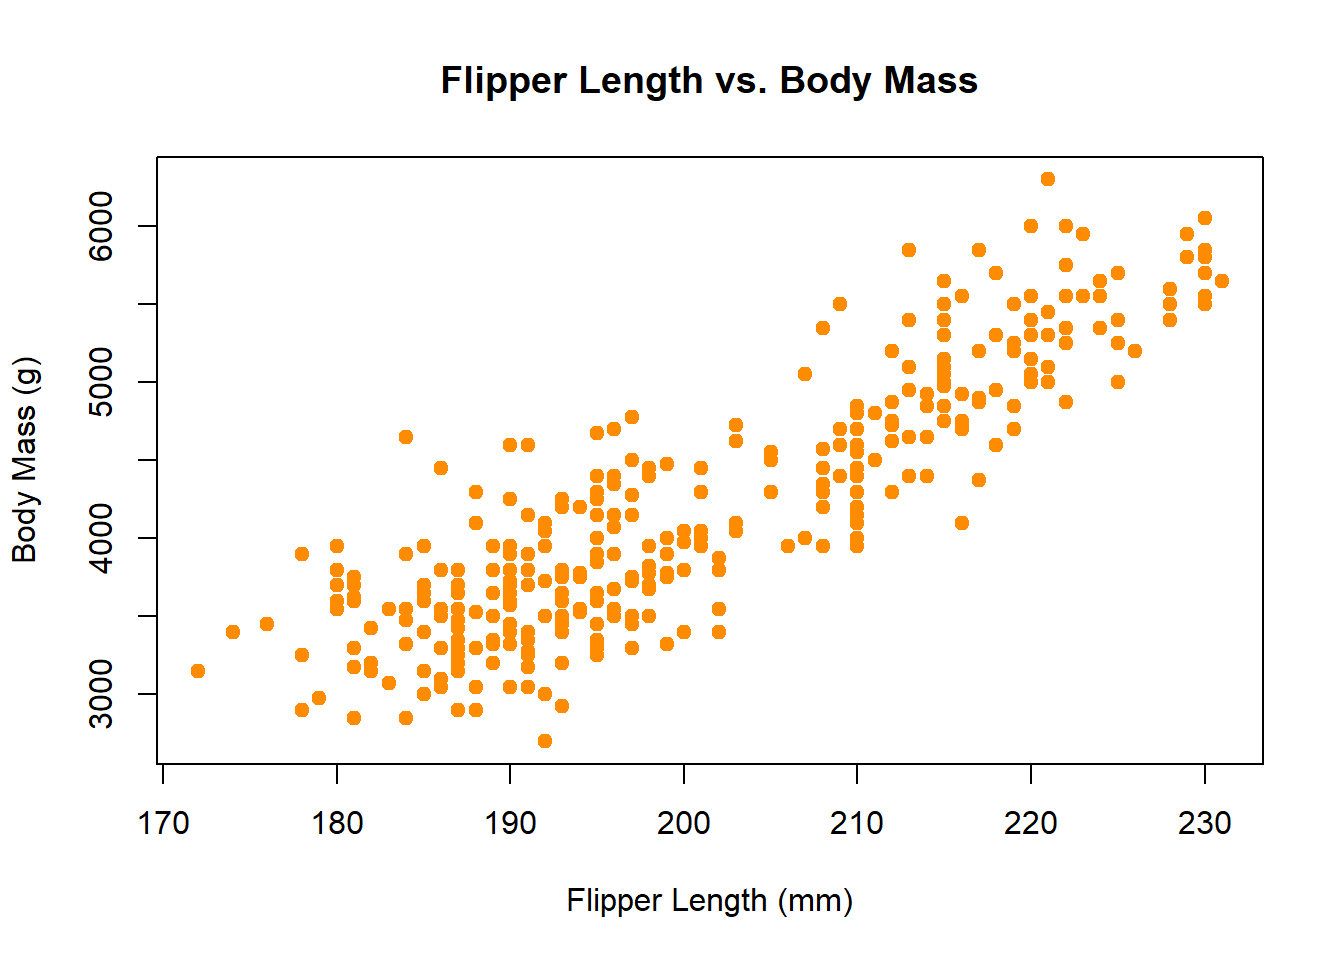 Flipper Length vs. Body Mass
Body Mass (g)
6000
5000
4000
3000
170 180 190 200 210 220 230
Flipper Length (mm)